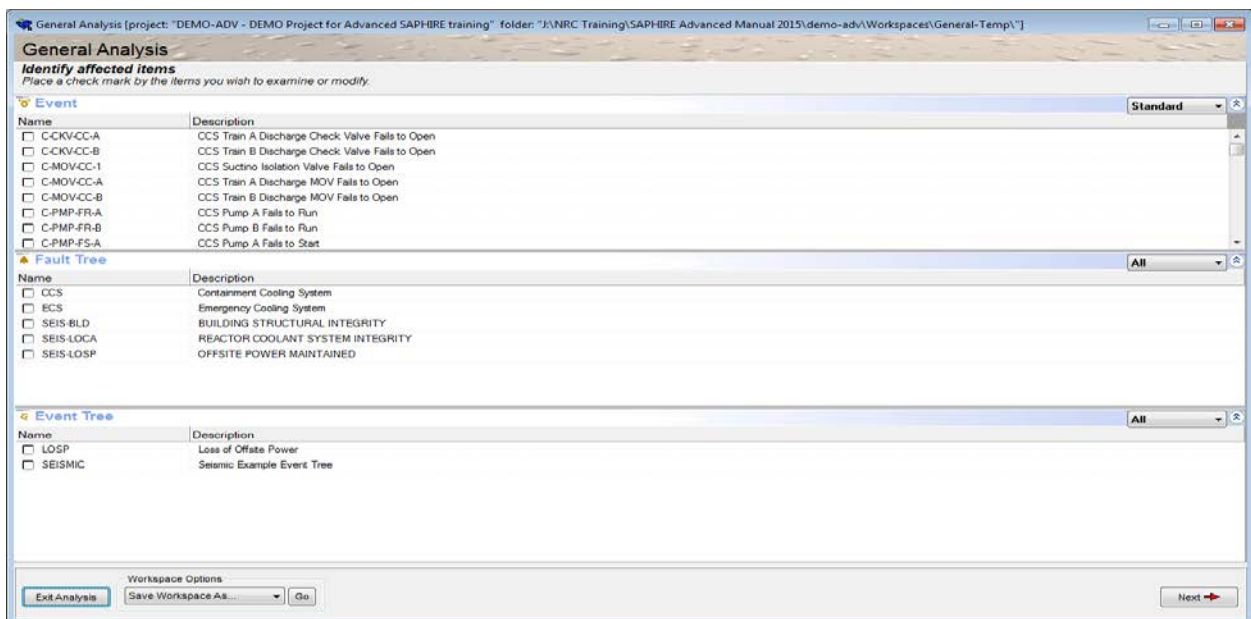 General Analysis [project: "DEMO-ADV - DEMO Project for Advanced SAPHIRE training" folder: "J:\NRC Training\SAPHIRE Advanced Manual 2015\demo-adv\Workspaces\General-Temp\"]
General Analysis
Identify affected items
Place a check mark by the items you wish to examine or modify.
Event Standard
Name Description
C-CKV-CC-A CCS Train A Discharge Check Valve Fails to Open
C-CKV-CC-B CCS Train B Discharge Check Valve Fails to Open
C-MOV-CC-1 CCS Suctino Isolation Valve Fails to Open
C-MOV-CC-A CCS Train A Discharge MOV Fails to Open
C-MOV-CC-B CCS Train B Discharge MOV Fails to Open
C-PMP-FR-A CCS Pump A Fails to Run
C-PMP-FR-B CCS Pump B Fails to Run
C-PMP-FS-A CCS Pump A Fails to Start
Fault Tree All
Name Description
CCS Containment Cooling System
ECS Emergency Cooling System
SEIS-BLD BUILDING STRUCTURAL INTEGRITY
SEIS-LOCA REACTOR COOLANT SYSTEM INTEGRITY
SEIS-LOSP OFFSITE POWER MAINTAINED
Event Tree All
Name Description
LOSP Loss of Offsite Power
SEISMIC Seismic Example Event Tree
Workspace Options
Exit Analysis Save Workspace As... Go Next